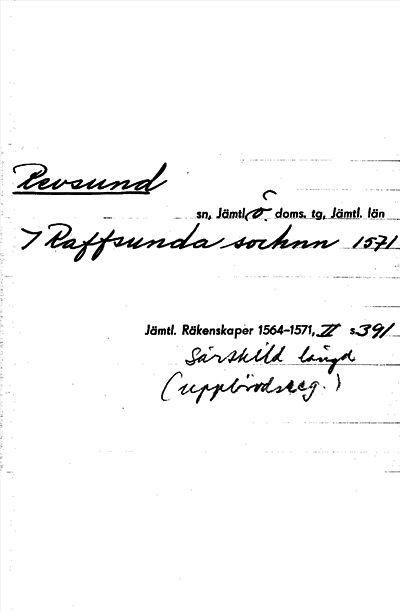 Revsund
sn, Jämtl. ö. doms. tg, Jämtl. län
7 Raffsunda sochnn 1571
Jämtl. Räkenskaper 1564–1571, II s. 391
Särskild längd
(uppbördsreg.)